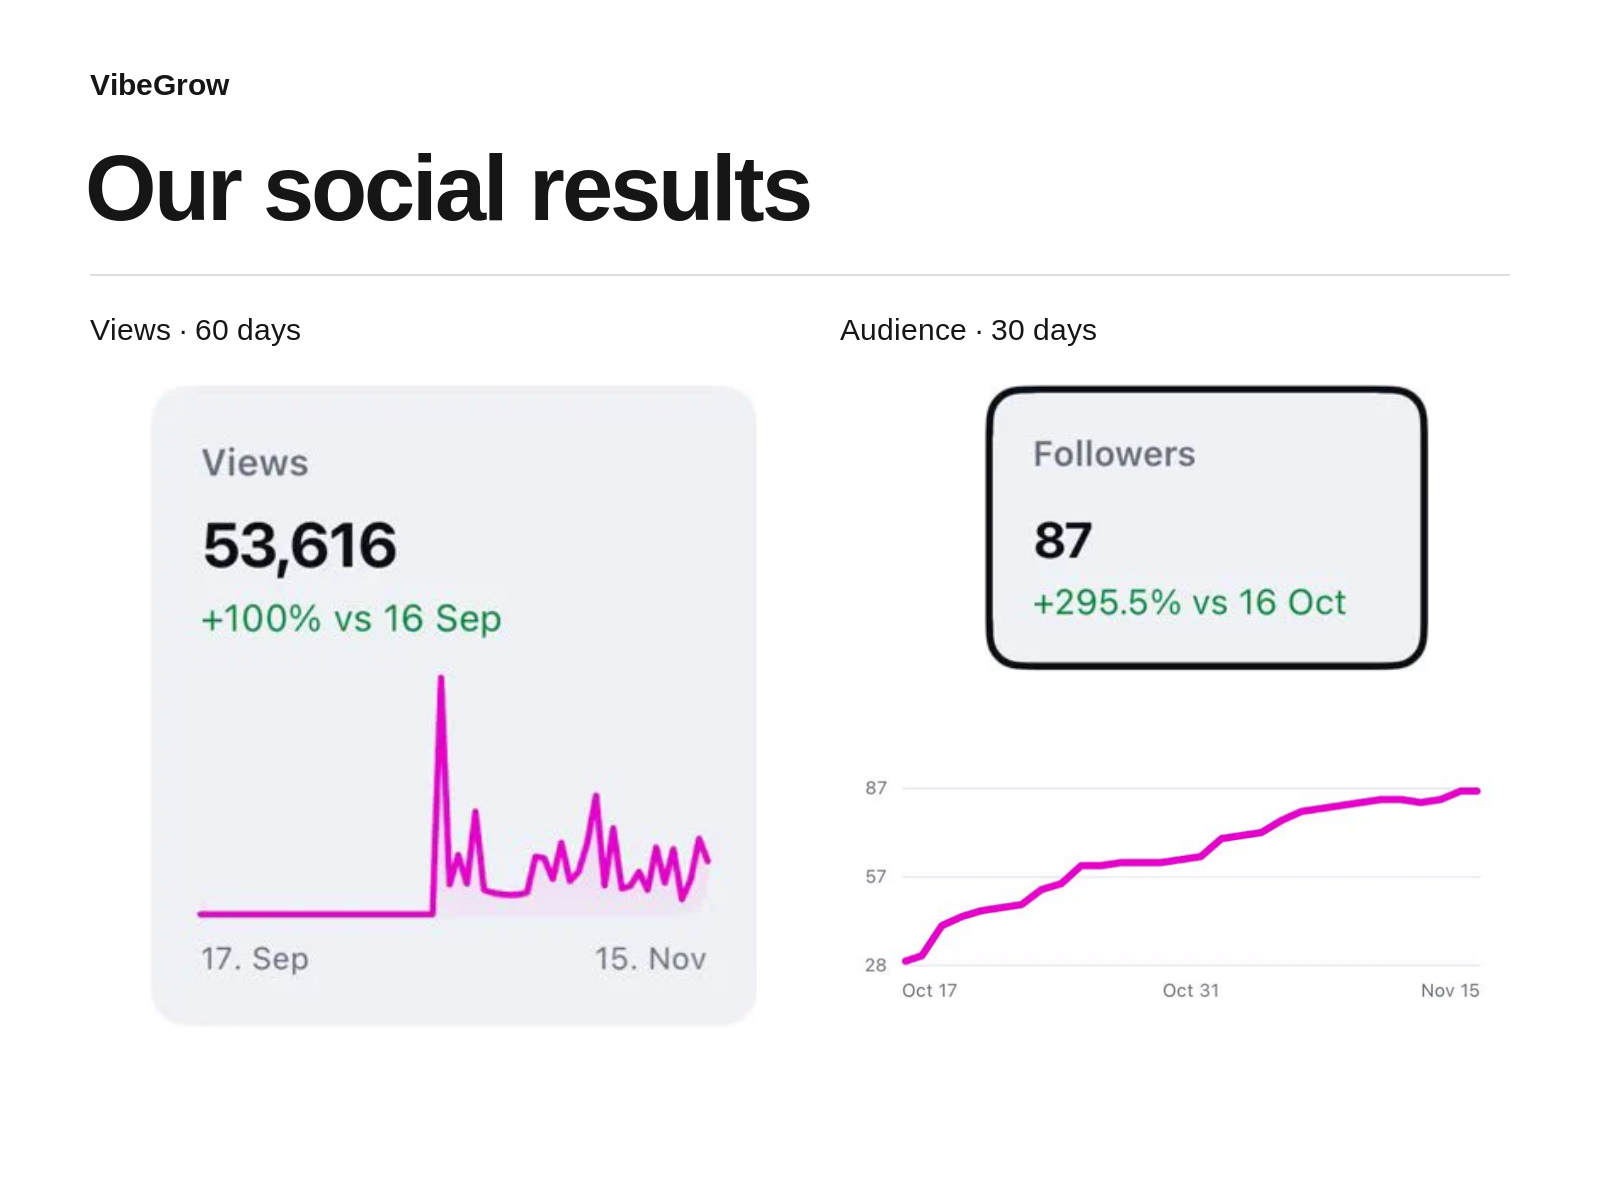 VibeGrow
Our social results
Views · 60 days
Views
53,616
+100% vs 16 Sep
17. Sep
15. Nov
Audience · 30 days
Followers
87
+295.5% vs 16 Oct
87
57
28
Oct 17
Oct 31
Nov 15